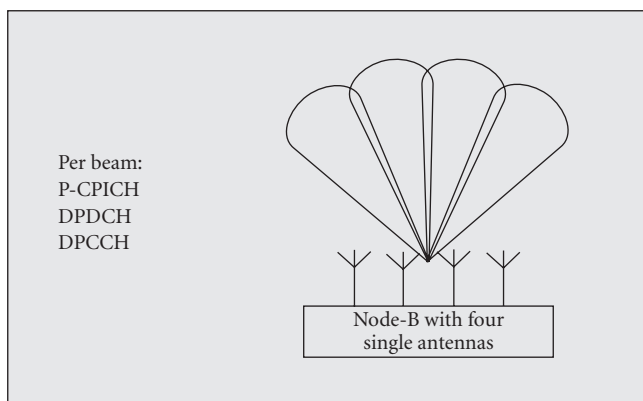 Per beam:
P-CPICH
DPDCH
DPCCH
Node-B with four
single antennas